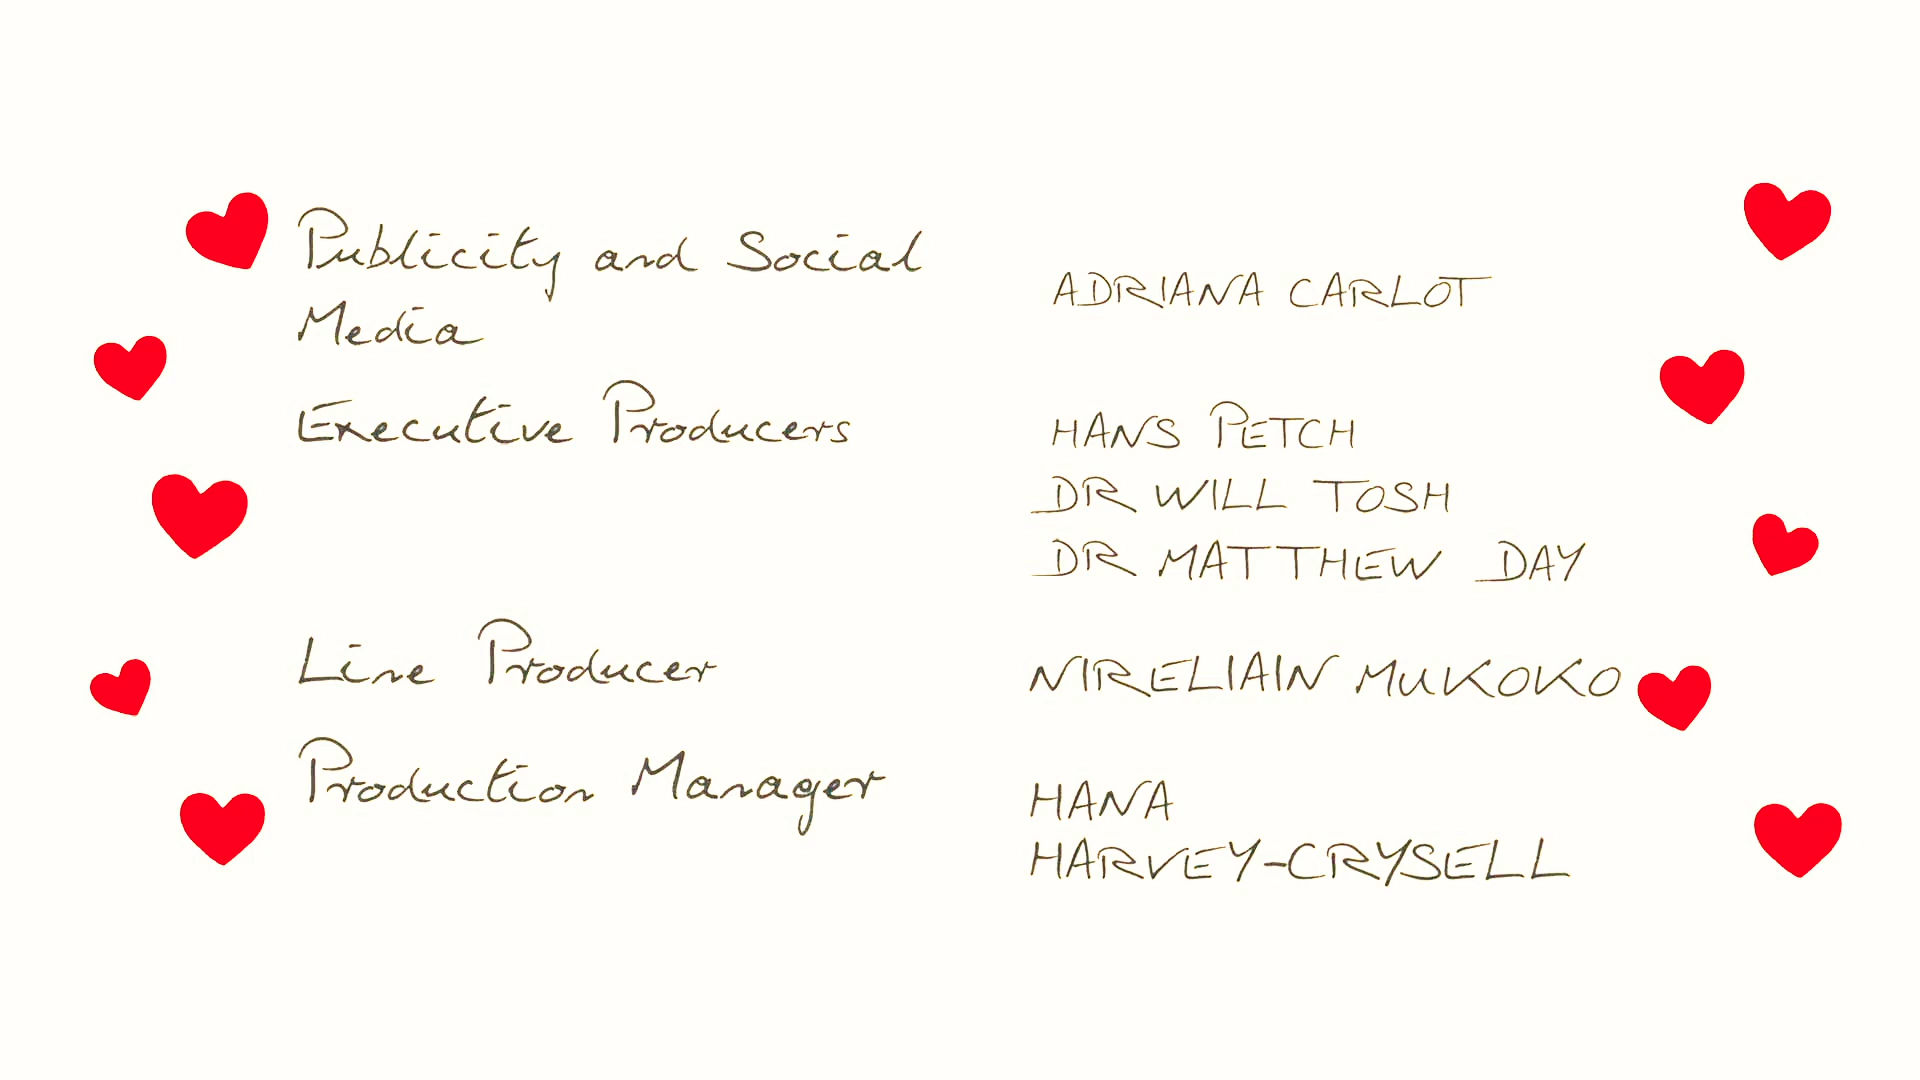 Publicity and Social
Media
ADRIANA CARLOT
Executive Producers
HANS PETCH
DR WILL TOSH
DR MATTHEW DAY
Line Producer
NIRELIAIN MUKOKO
Production Manager
HANA
HARVEY-CRYSELL